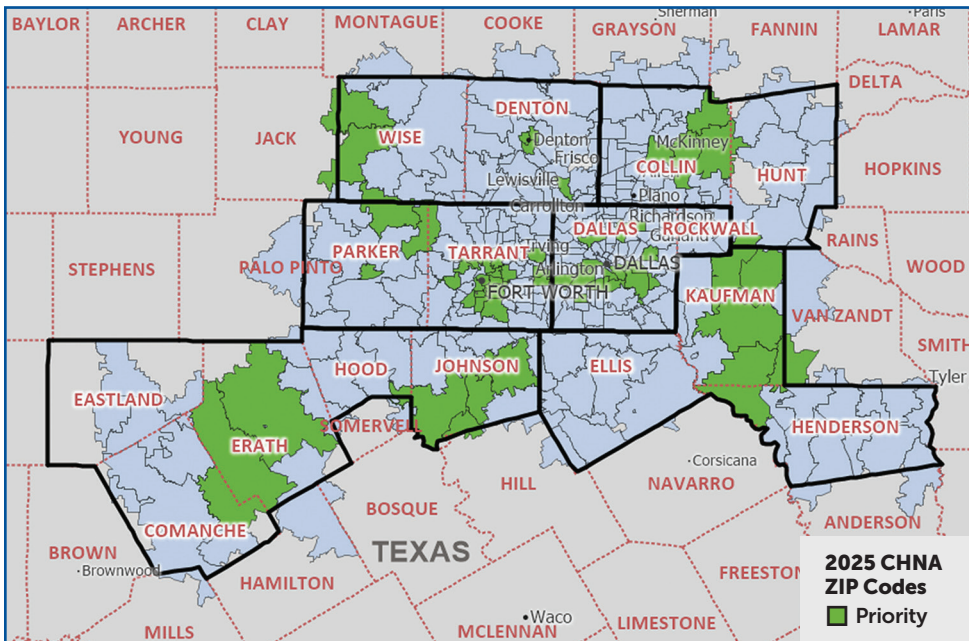 Sherman
Paris
BAYLOR
ARCHER
CLAY
MONTAGUE
COOKE
GRAYSON
FANNIN
LAMAR
DELTA
YOUNG
JACK
WISE
DENTON
Denton
Frisco
McKinney
COLLIN
HUNT
HOPKINS
Lewisville
Plano
Carrollton
Richardson
STEPHENS
PALO PINTO
PARKER
TARRANT
Irving
DALLAS
ROCKWALL
RAINS
Arlington
DALLAS
WOOD
FORT WORTH
KAUFMAN
VAN ZANDT
SMITH
EASTLAND
HOOD
JOHNSON
ELLIS
Tyler
ERATH
SOMERVELL
HENDERSON
Corsicana
HILL
NAVARRO
COMANCHE
BOSQUE
ANDERSON
BROWN
Brownwood
TEXAS
HAMILTON
2025 CHNA
ZIP Codes
Priority
FREESTON
Waco
MILLS
MCLENNAN
LIMESTONE